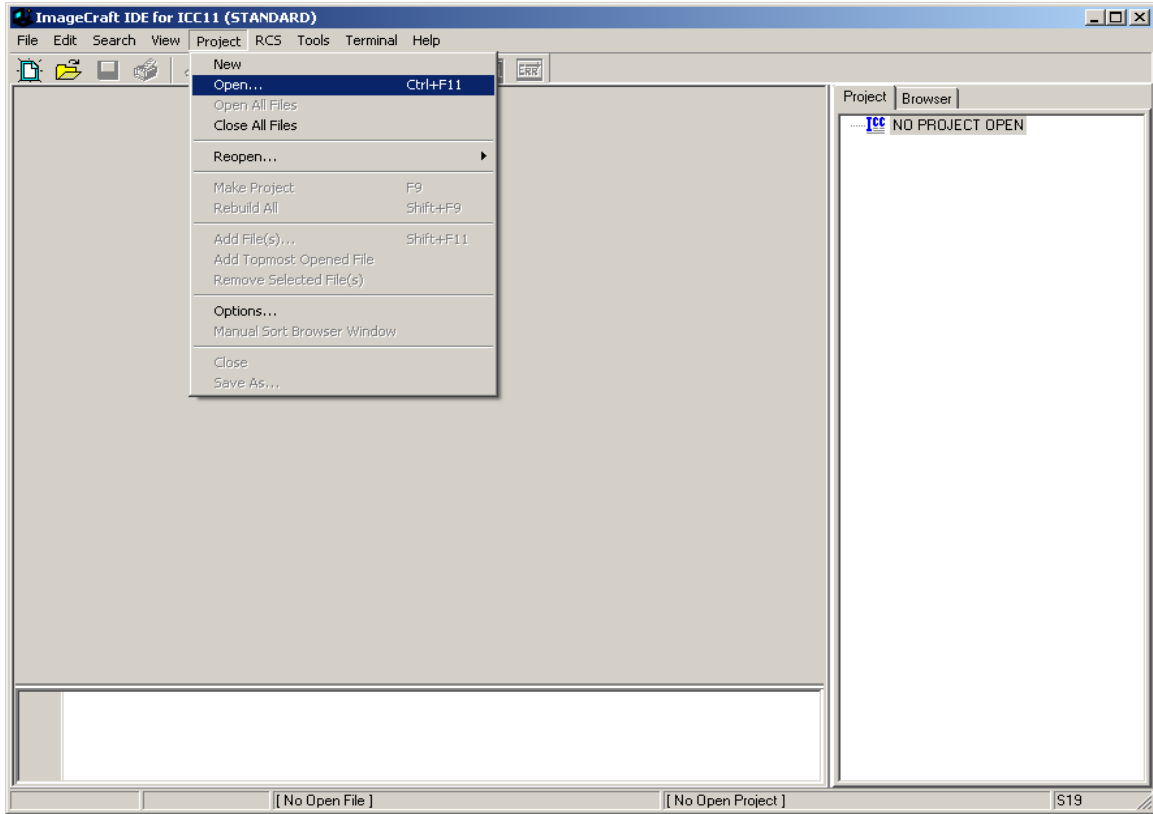 ImageCraft IDE for ICC11 (STANDARD)
File Edit Search View Project RCS Tools Terminal Help
New
Open... Ctrl+F11
Open All Files
Close All Files
Reopen...
Make Project F9
Rebuild All Shift+F9
Add File(s)... Shift+F11
Add Topmost Opened File
Remove Selected File(s)
Options...
Manual Sort Browser Window
Close
Save As...
ERR
Project Browser
ICC NO PROJECT OPEN
[ No Open File ] [ No Open Project ] S19